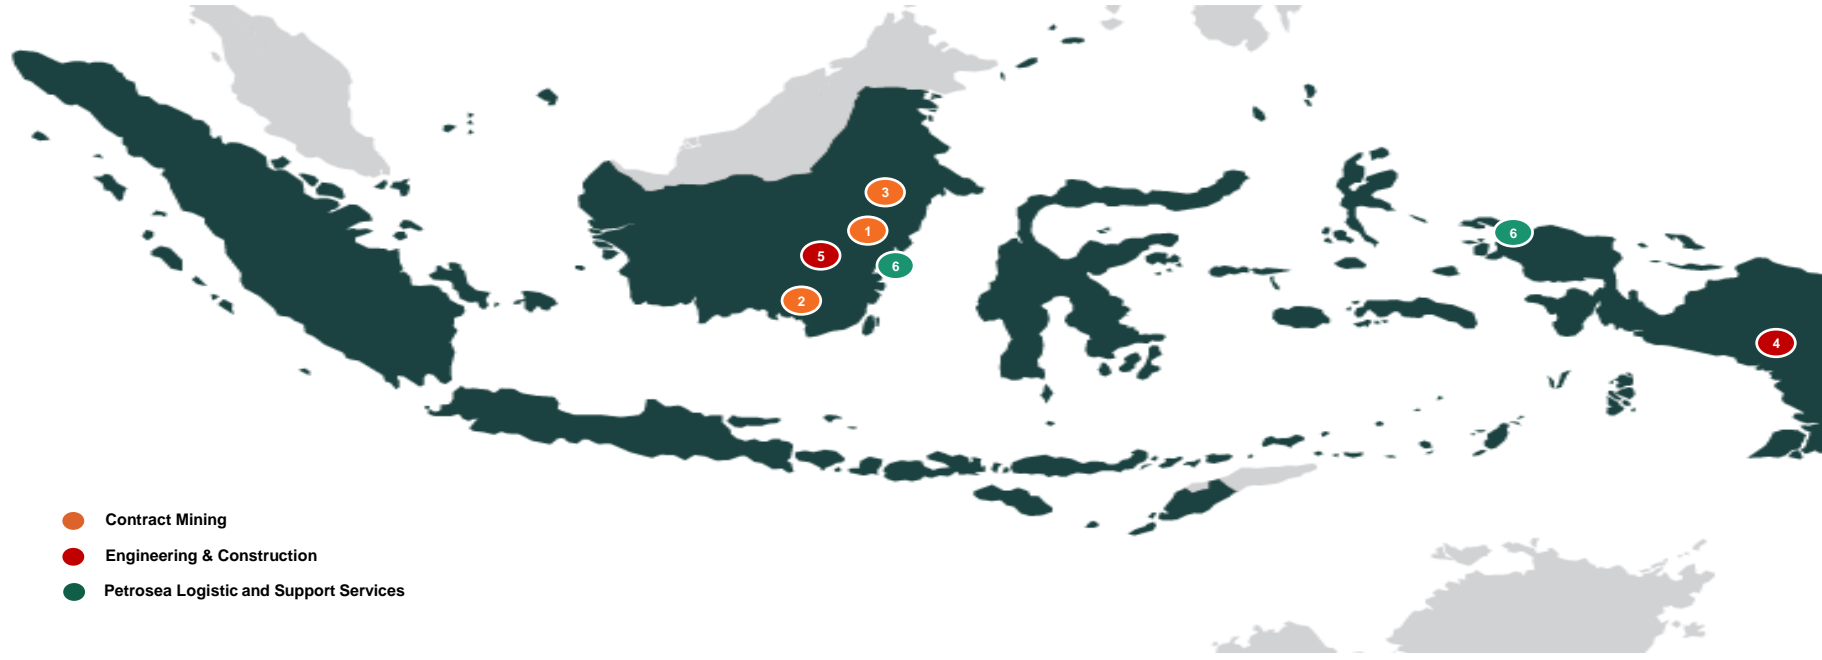 3
1
6
5
6
2
4
Contract Mining
Engineering & Construction
Petrosea Logistic and Support Services